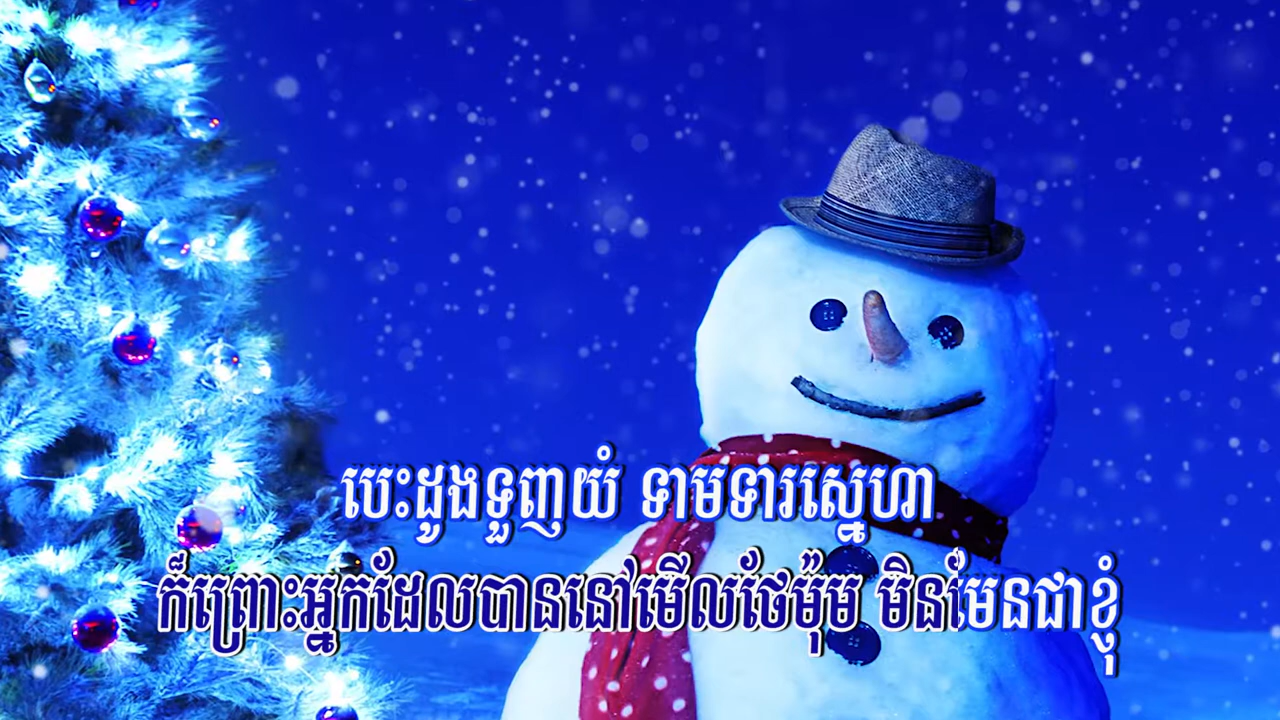 បេះដូងទួញយំ ទាមទារស្នេហា
ក៏ព្រោះអ្នកដែលបាននៅមើលថែម៉ុម មិនមែនជាខ្ញុំ